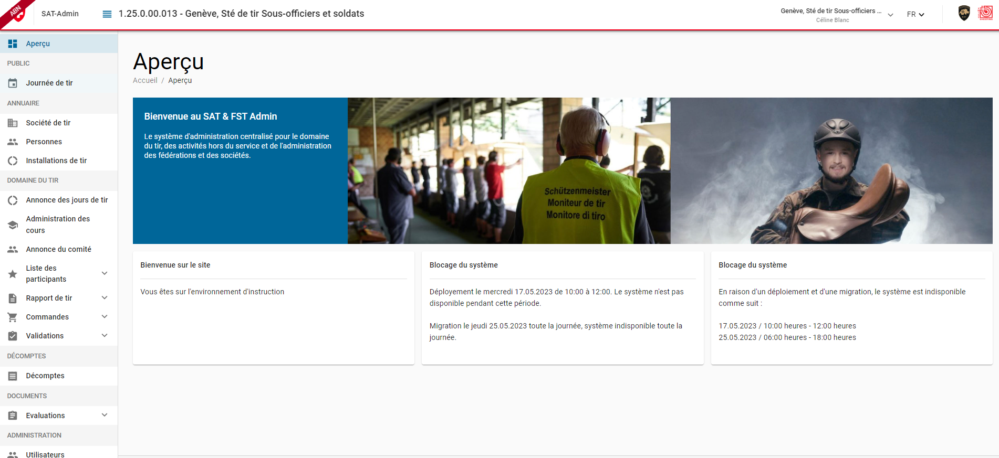 ABN
SAT-Admin
1.25.0.00.013 - Genève, Sté de tir Sous-officiers et soldats
Genève, Sté de tir Sous-officiers ...
Céline Blanc
FR
Aperçu
PUBLIC
Journée de tir
ANNUAIRE
Société de tir
Personnes
Installations de tir
DOMAINE DU TIR
Annonce des jours de tir
Administration des
cours
Annonce du comité
Liste des
participants
Rapport de tir
Commandes
Validations
DÉCOMPTES
Décomptes
DOCUMENTS
Evaluations
ADMINISTRATION
Utilisateurs
Aperçu
Accueil / Aperçu
Bienvenue au SAT & FST Admin
Le système d'administration centralisé pour le domaine
du tir, des activités hors du service et de l'administration
des fédérations et des sociétés.
Schützenmeister
Moniteur de tir
Monitore di tiro
Bienvenue sur le site
Vous êtes sur l'environnement d'instruction
Blocage du système
Déployement le mercredi 17.05.2023 de 10:00 à 12:00. Le système n'est pas
disponible pendant cette période.
Migration le jeudi 25.05.2023 toute la journée, système indisponible toute la
journée.
Blocage du système
En raison d'un déploiement et d'une migration, le système est indisponible
comme suit :
17.05.2023 / 10:00 heures - 12:00 heures
25.05.2023 / 06:00 heures - 18:00 heures